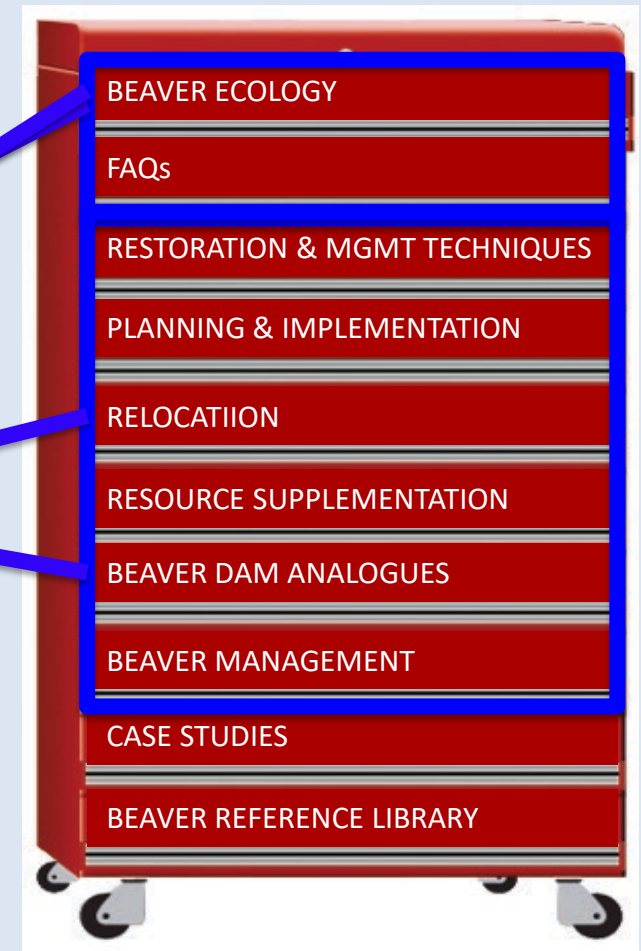 BEAVER ECOLOGY
FAQs
RESTORATION & MGMT TECHNIQUES
PLANNING & IMPLEMENTATION
RELOCATIION
RESOURCE SUPPLEMENTATION
BEAVER DAM ANALOGUES
BEAVER MANAGEMENT
CASE STUDIES
BEAVER REFERENCE LIBRARY